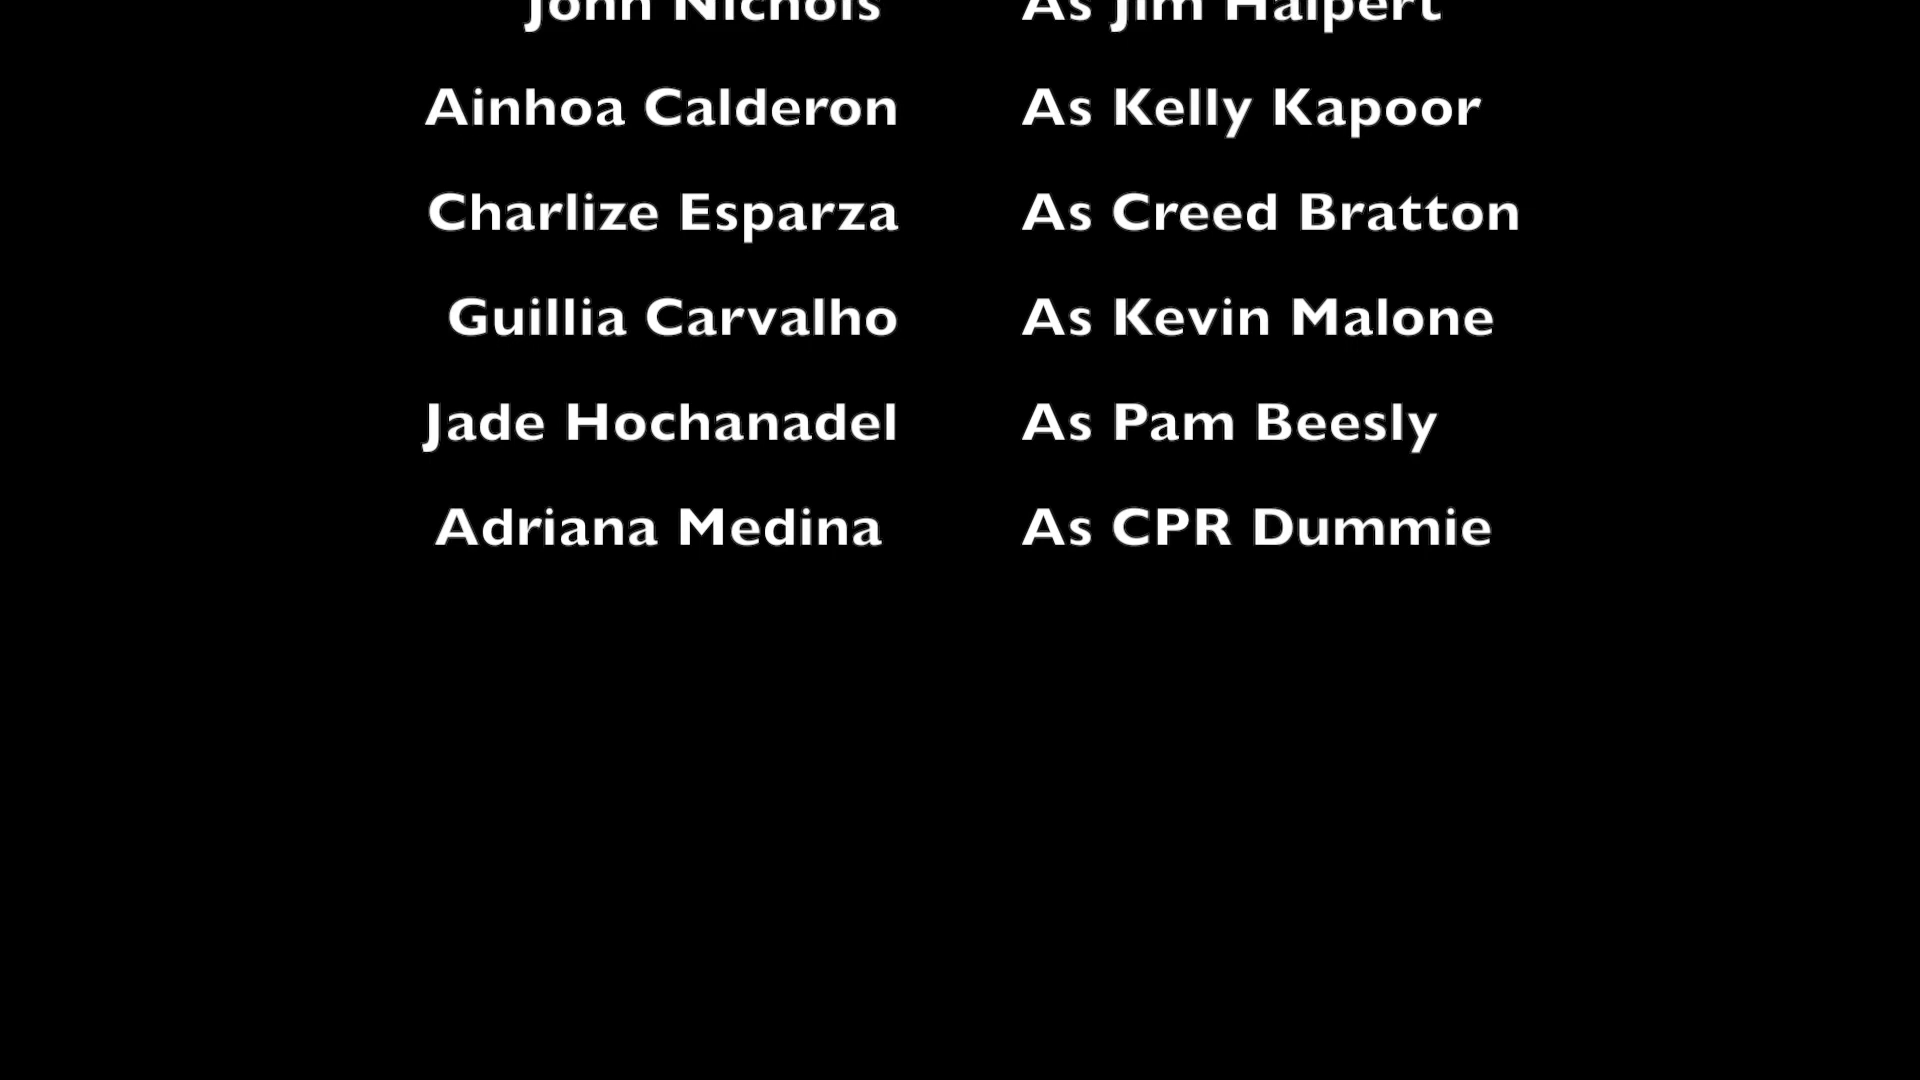 John Nichols As Jim Halpert
Ainhoa Calderon As Kelly Kapoor
Charlize Esparza As Creed Bratton
Guillia Carvalho As Kevin Malone
Jade Hochanadel As Pam Beesly
Adriana Medina As CPR Dummie